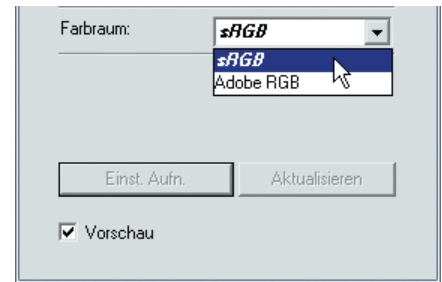 Farbraum: sRGB
sRGB
Adobe RGB
Einst. Aufn. Aktualisieren
Vorschau